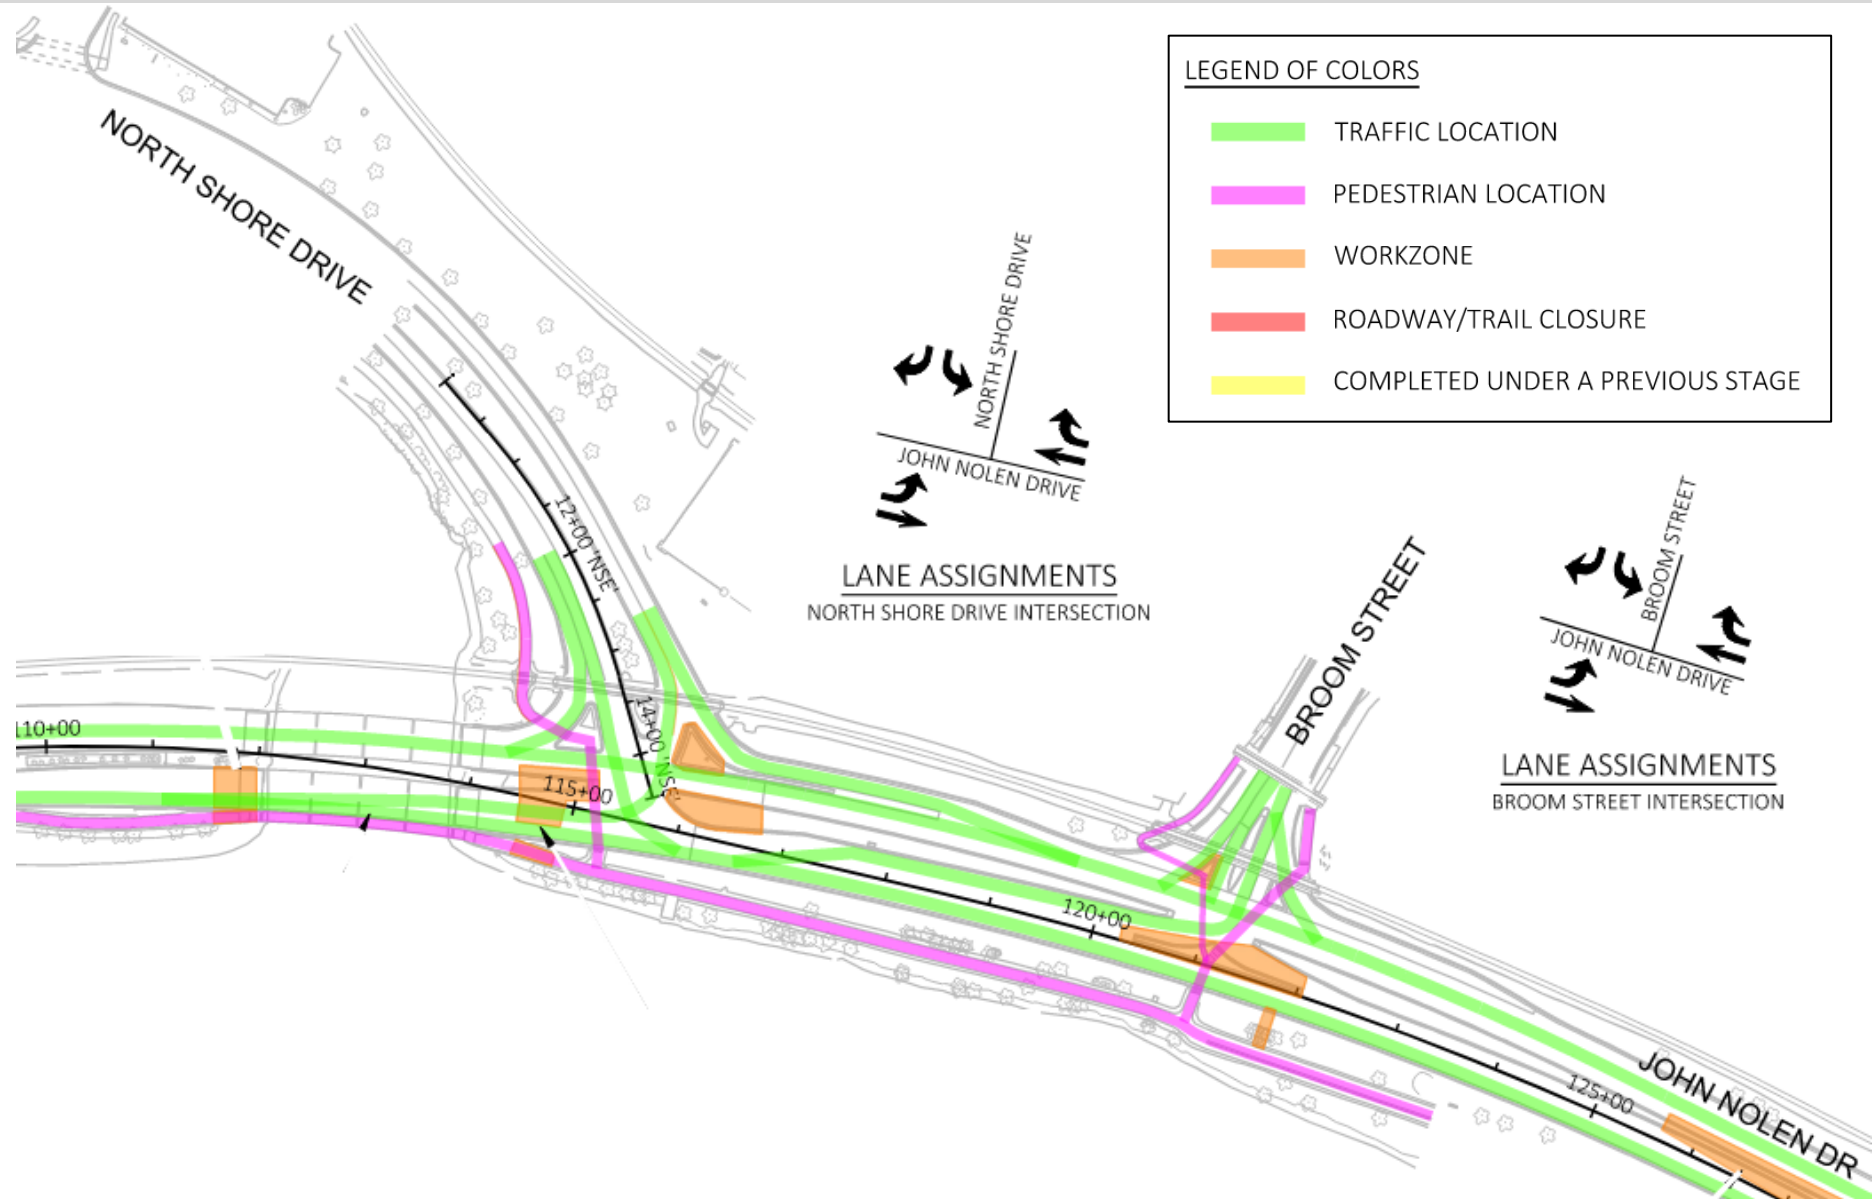 LEGEND OF COLORS
TRAFFIC LOCATION
PEDESTRIAN LOCATION
WORKZONE
ROADWAY/TRAIL CLOSURE
COMPLETED UNDER A PREVIOUS STAGE
NORTH SHORE DRIVE
NORTH SHORE DRIVE
JOHN NOLEN DRIVE
LANE ASSIGNMENTS
NORTH SHORE DRIVE INTERSECTION
BROOM STREET
BROOM STREET
JOHN NOLEN DRIVE
LANE ASSIGNMENTS
BROOM STREET INTERSECTION
12+00 'NSE'
14+00 'NSE'
110+00
115+00
120+00
125+00
JOHN NOLEN DR